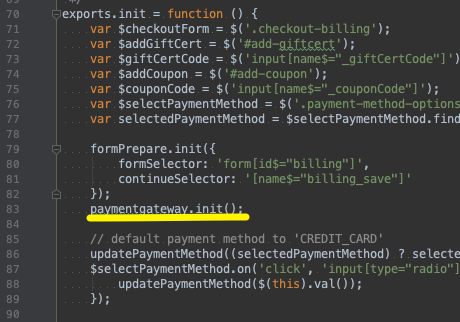 70 exports.init = function () {
71 var $checkoutForm = $('.checkout-billing');
72 var $addGiftCert = $('#add-giftcert');
73 var $giftCertCode = $('input[name$="_giftCertCode"]')
74 var $addCoupon = $('#add-coupon');
75 var $couponCode = $('input[name$="_couponCode"]');
76 var $selectPaymentMethod = $('.payment-method-options
77 var selectedPaymentMethod = $selectPaymentMethod.find
78
79 formPrepare.init({
80 formSelector: 'form[id$="billing"]',
81 continueSelector: '[name$="billing_save"]'
82 });
83 paymentgateway.init();
84
85 // default payment method to 'CREDIT_CARD'
86 updatePaymentMethod((selectedPaymentMethod) ? selecte
87 $selectPaymentMethod.on('click', 'input[type="radio"]
88 updatePaymentMethod($(this).val());
89 });
90